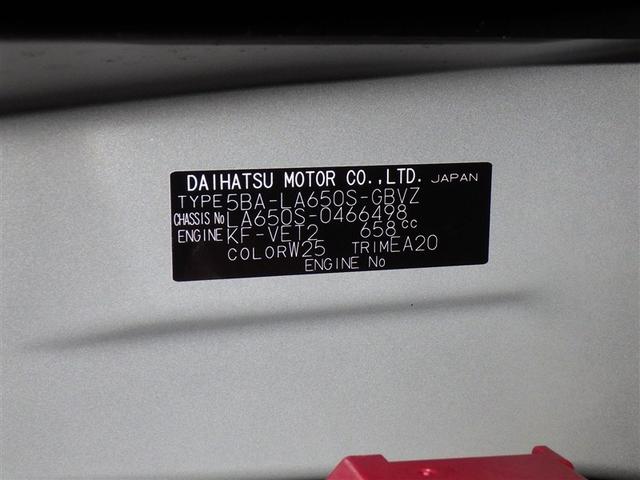 DAIHATSU MOTOR CO.,LTD. JAPAN
TYPE 5BA-LA650S-GBVZ
CHASSIS No LA650S-0466498
ENGINE KF-VET2 658cc
COLOR W25 TRIM EA20
ENGINE No